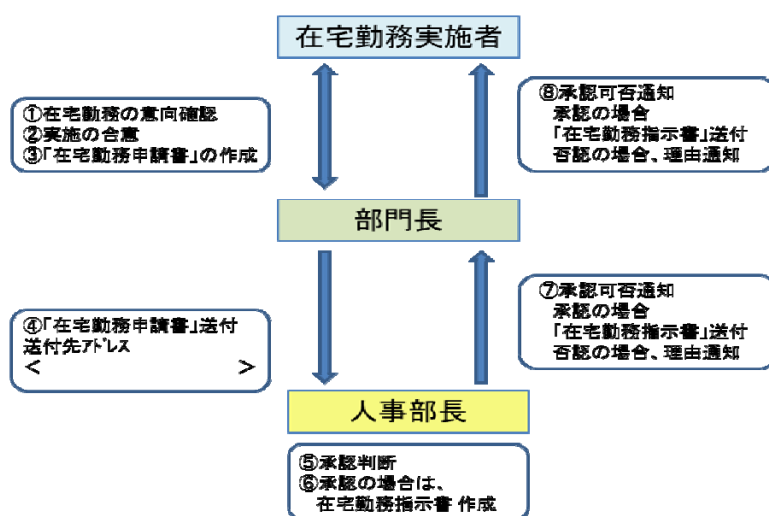 在宅勤務実施者
①在宅勤務の意向確認
②実施の合意
③「在宅勤務申請書」の作成
⑧承認可否通知
承認の場合
「在宅勤務指示書」送付
否認の場合、理由通知
部門長
④「在宅勤務申請書」送付
送付先アドレス
< >
⑦承認可否通知
承認の場合
「在宅勤務指示書」送付
否認の場合、理由通知
人事部長
⑤承認判断
⑥承認の場合は、
在宅勤務指示書 作成